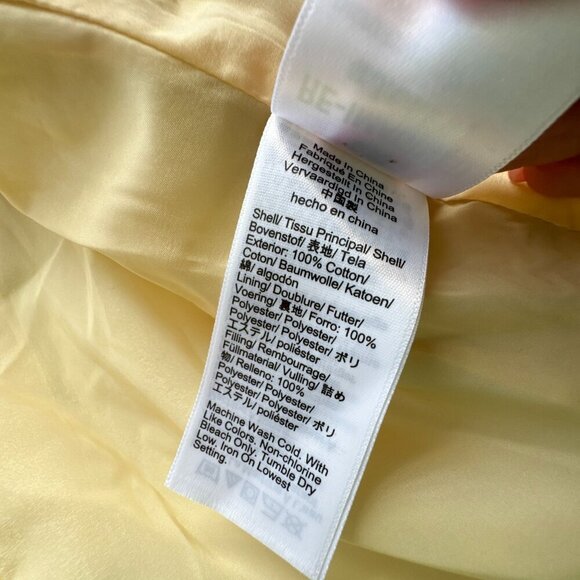 Made In China
Fabriqué En Chine
Hergestellt in China
Vervaardigd in China
中国製
hecho en china
Shell/ Tissu Principal/ Shell/
Bovenstof/ 表地/ Tela
Exterior: 100% Cotton/
Coton/ Baumwolle/ Katoen/
綿/ algodón
Lining/ Doublure/ Futter/
Voering/ 裏地/ Forro: 100%
Polyester/ Polyester/
Polyester/ Polyester/ ポリ
エステル/ poliéster
Filling/ Rembourrage/
Füllmaterial/ Vulling/ 詰め
物/ Relleno: 100%
Polyester/ Polyester/
Polyester/ Polyester/ ポリ
エステル/ poliéster
Machine Wash Cold. With
Like Colors. Non-chlorine
Bleach Only. Tumble Dry
Low. Iron On Lowest
Setting.